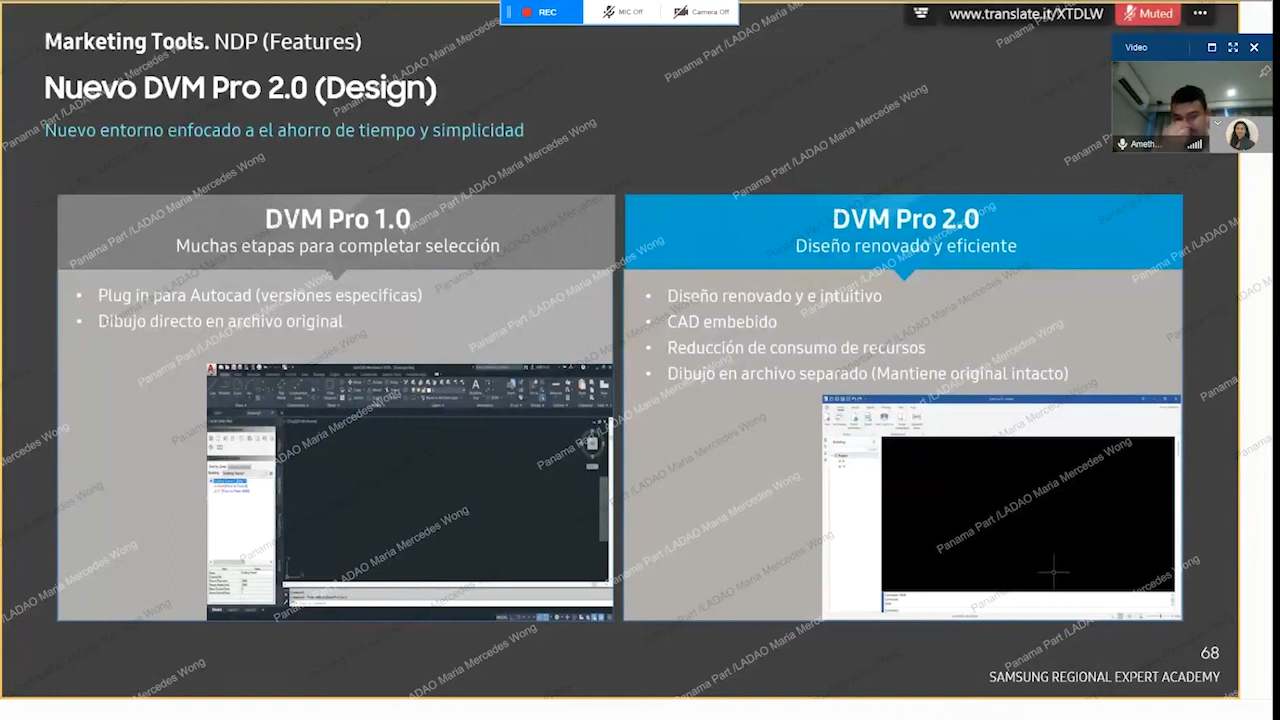 REC
MIC Off
Camera Off
www.translate.it/XTDLW
Muted
Marketing Tools. NDP (Features)
Nuevo DVM Pro 2.0 (Design)
Nuevo entorno enfocado a el ahorro de tiempo y simplicidad
Video
Ameth...
DVM Pro 1.0
Muchas etapas para completar selección
• Plug in para Autocad (versiones especificas)
• Dibujo directo en archivo original
DVM Pro 2.0
Diseño renovado y eficiente
• Diseño renovado y e intuitivo
• CAD embebido
• Reducción de consumo de recursos
• Dibujo en archivo separado (Mantiene original intacto)
68
SAMSUNG REGIONAL EXPERT ACADEMY
Panama Part /LADAO Maria Mercedes Wong